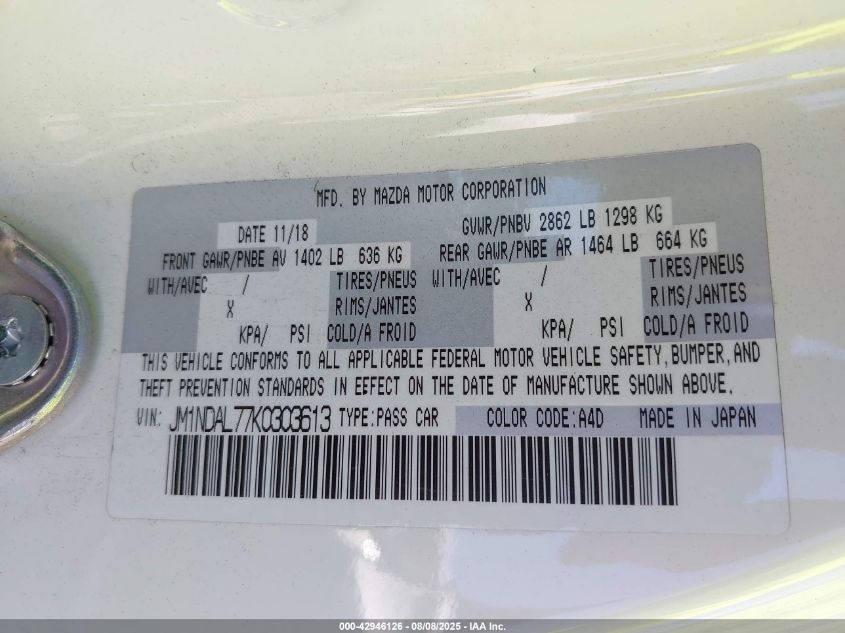 MFD. BY MAZDA MOTOR CORPORATION
DATE 11/18 GVWR/PNBV 2862 LB 1298 KG
FRONT GAWR/PNBE AV 1402 LB 636 KG REAR GAWR/PNBE AR 1464 LB 664 KG
WITH/AVEC / TIRES/PNEUS WITH/AVEC / TIRES/PNEUS
X RIMS/JANTES X RIMS/JANTES
KPA/ PSI COLD/A FROID KPA/ PSI COLD/A FROID
THIS VEHICLE CONFORMS TO ALL APPLICABLE FEDERAL MOTOR VEHICLE SAFETY, BUMPER, AND
THEFT PREVENTION STANDARDS IN EFFECT ON THE DATE OF MANUFACTURE SHOWN ABOVE.
VIN: JM1NDAL77K0303613 TYPE:PASS CAR COLOR CODE:A4D MADE IN JAPAN
000-42946126 - 08/08/2025 - IAA Inc.